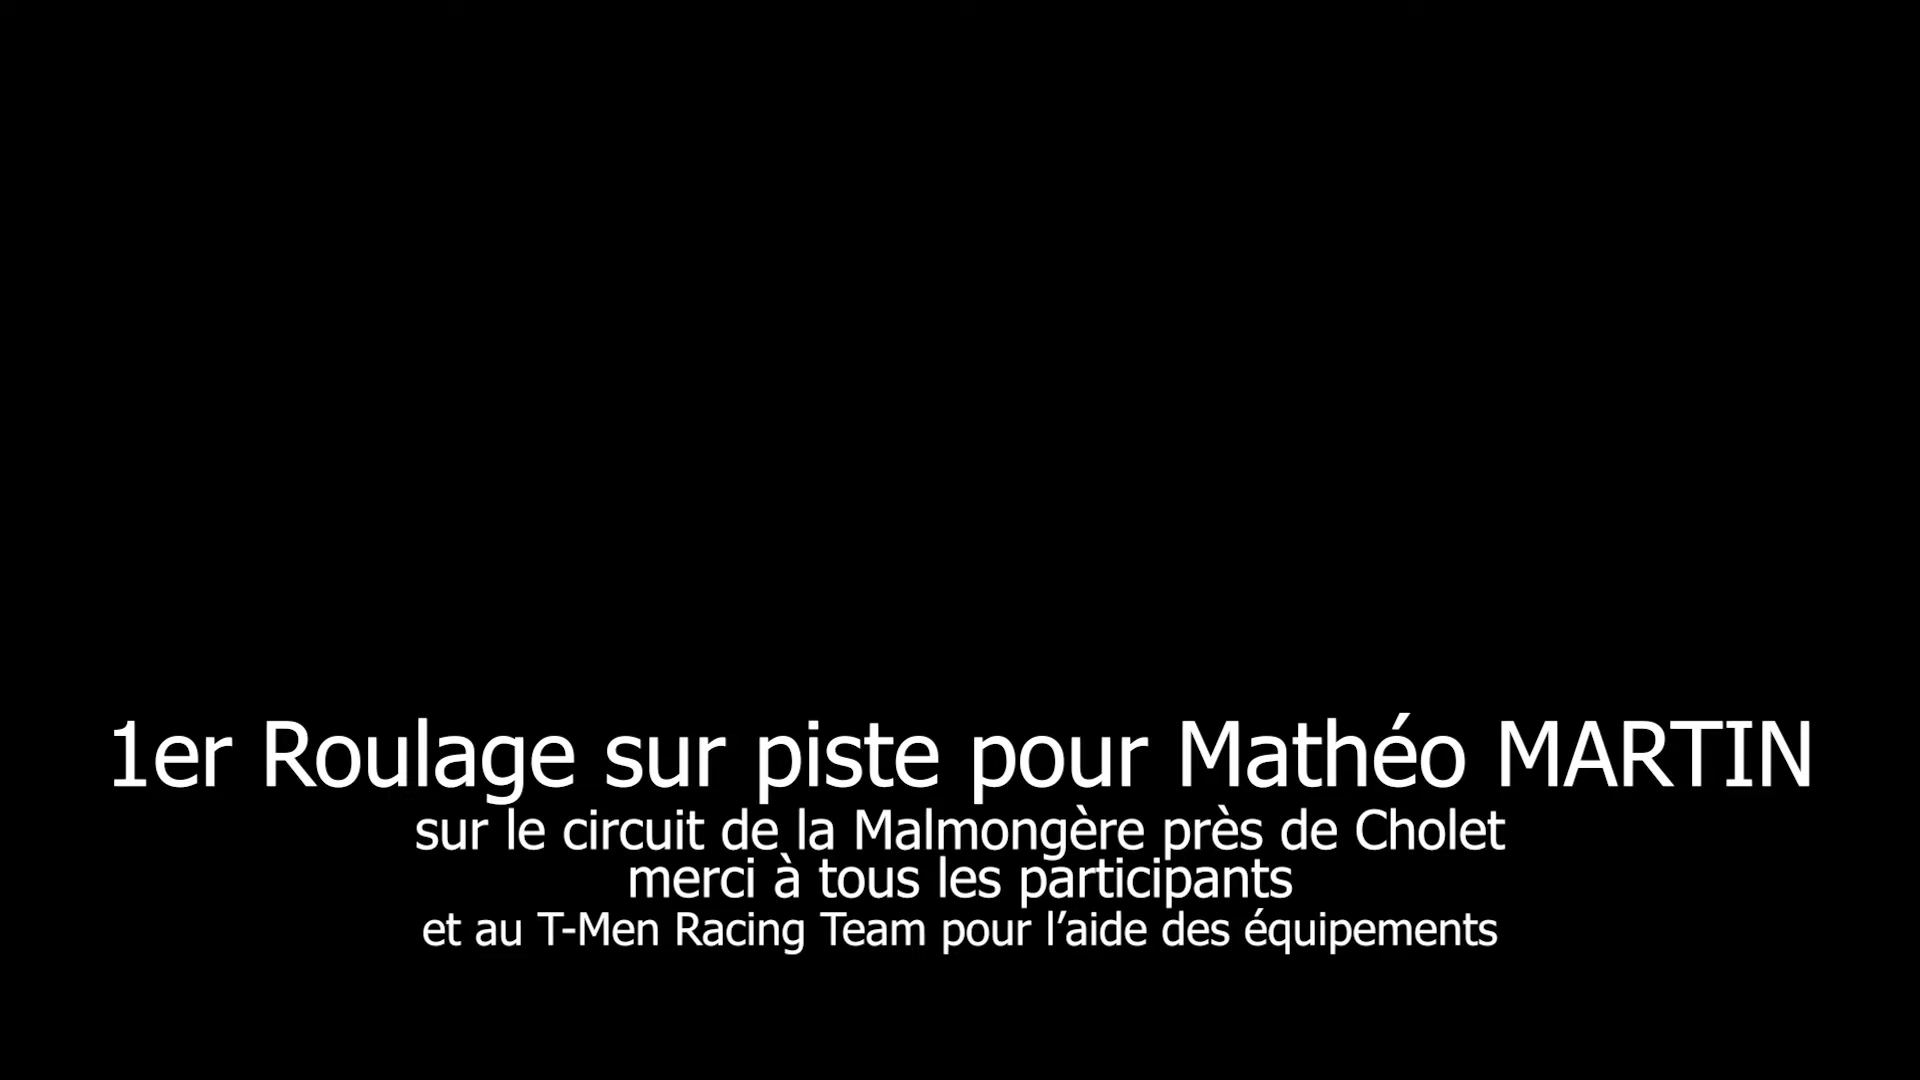 1er Roulage sur piste pour Mathéo MARTIN
sur le circuit de la Malmongère près de Cholet
merci à tous les participants
et au T-Men Racing Team pour l’aide des équipements